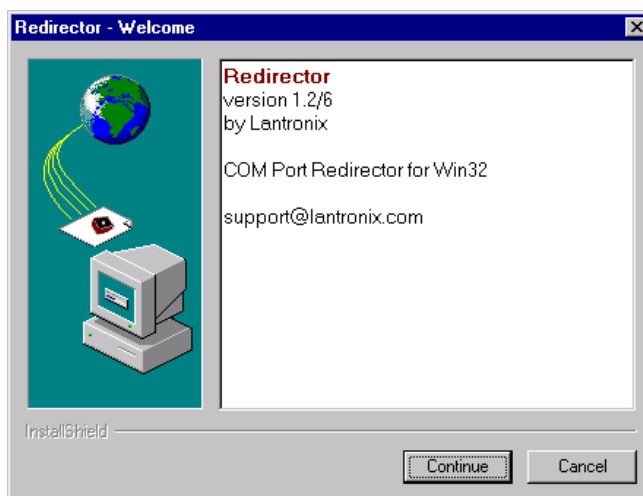 Redirector - Welcome
Redirector
version 1.2/6
by Lantronix
COM Port Redirector for Win32
support@lantronix.com
InstallShield
Continue
Cancel